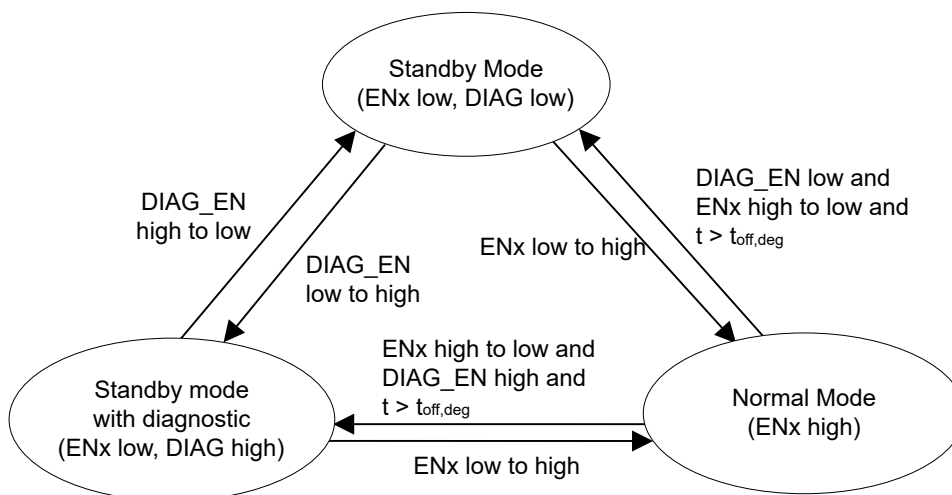 Standby Mode
(ENx low, DIAG low)
DIAG_EN
high to low
DIAG_EN
low to high
ENx low to high
DIAG_EN low and
ENx high to low and
t > toff,deg
Standby mode
with diagnostic
(ENx low, DIAG high)
ENx high to low and
DIAG_EN high and
t > toff,deg
ENx low to high
Normal Mode
(ENx high)